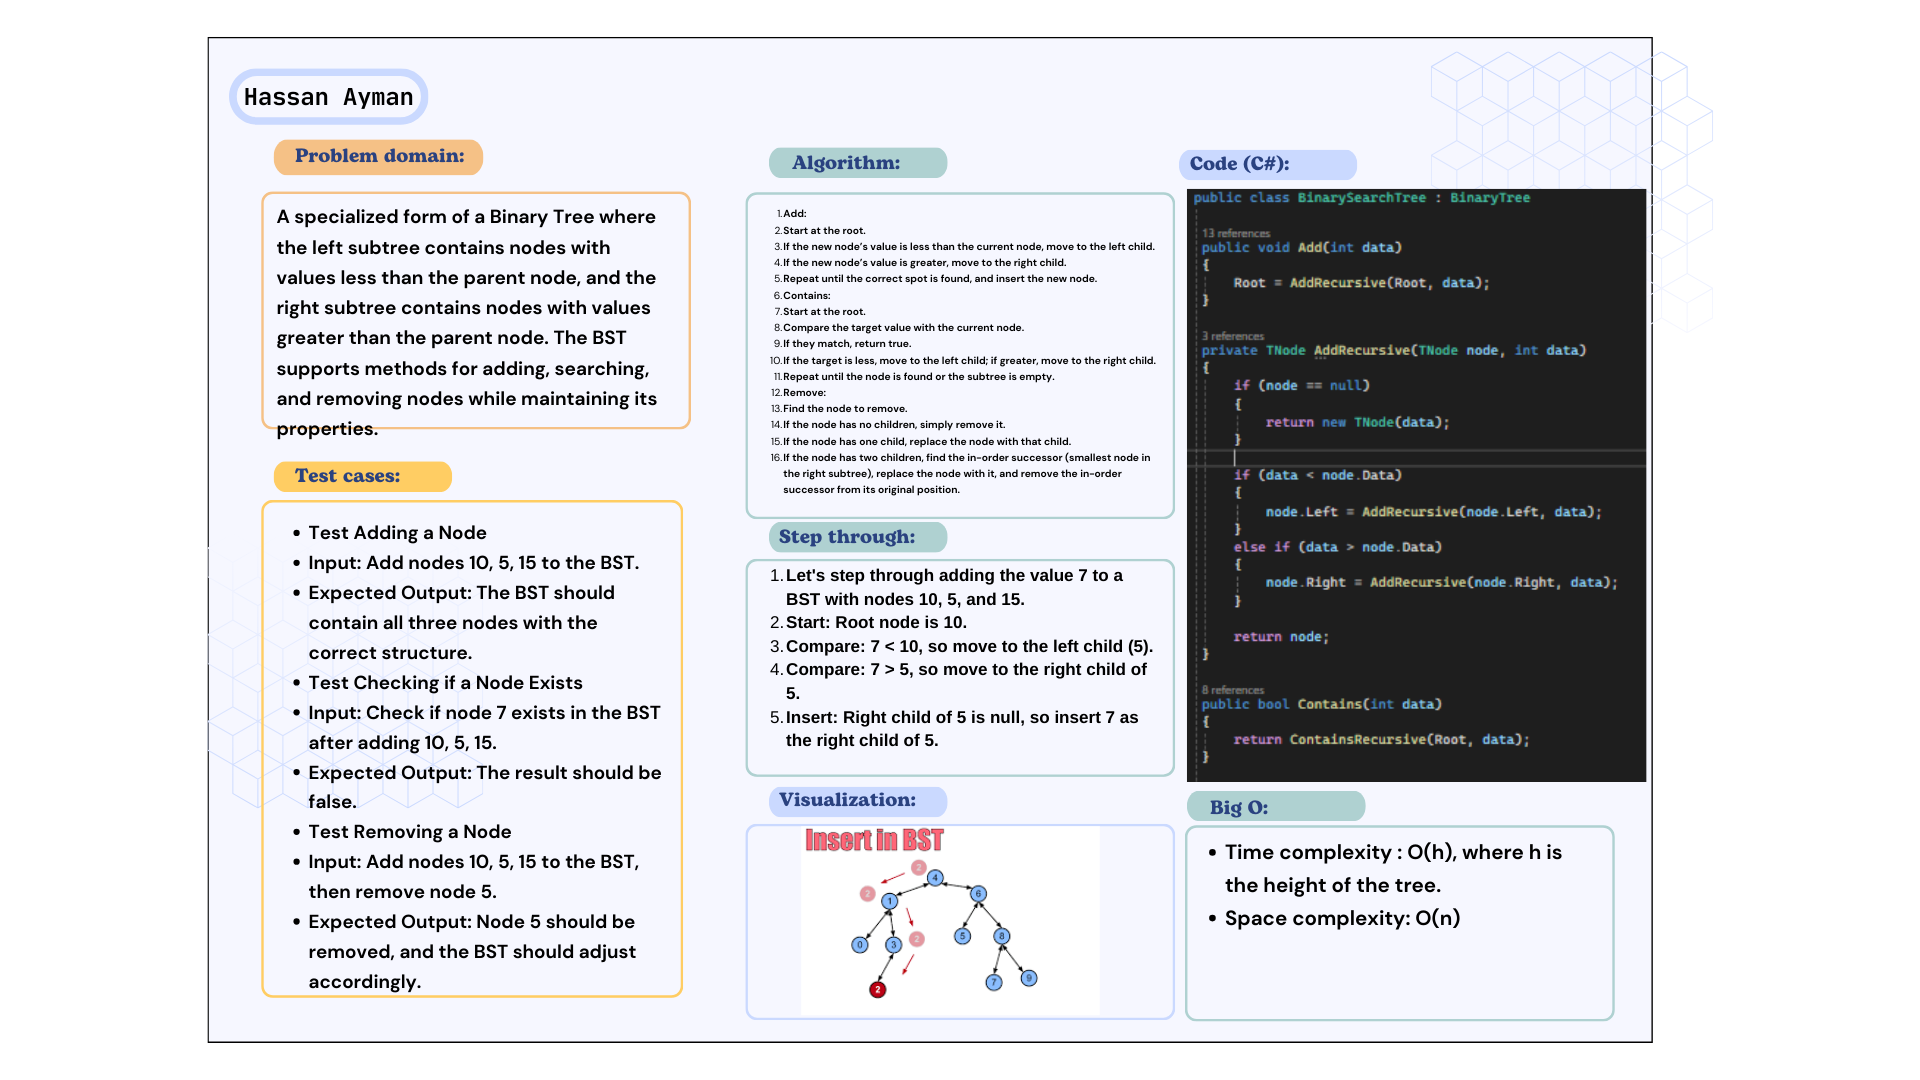 Hassan Ayman
Problem domain:
A specialized form of a Binary Tree where
the left subtree contains nodes with
values less than the parent node, and the
right subtree contains nodes with values
greater than the parent node. The BST
supports methods for adding, searching,
and removing nodes while maintaining its
properties.
Test cases:
• Test Adding a Node
• Input: Add nodes 10, 5, 15 to the BST.
• Expected Output: The BST should
contain all three nodes with the
correct structure.
• Test Checking if a Node Exists
• Input: Check if node 7 exists in the BST
after adding 10, 5, 15.
• Expected Output: The result should be
false.
• Test Removing a Node
• Input: Add nodes 10, 5, 15 to the BST,
then remove node 5.
• Expected Output: Node 5 should be
removed, and the BST should adjust
accordingly.
Algorithm:
1. Add:
2. Start at the root.
3. If the new node's value is less than the current node, move to the left child.
4. If the new node's value is greater, move to the right child.
5. Repeat until the correct spot is found, and insert the new node.
6. Contains:
7. Start at the root.
8. Compare the target value with the current node.
9. If they match, return true.
10. If the target is less, move to the left child; if greater, move to the right child.
11. Repeat until the node is found or the subtree is empty.
12. Remove:
13. Find the node to remove.
14. If the node has no children, simply remove it.
15. If the node has one child, replace the node with that child.
16. If the node has two children, find the in-order successor (smallest node in
the right subtree), replace the node with it, and remove the in-order
successor from its original position.
Step through:
1. Let's step through adding the value 7 to a
BST with nodes 10, 5, and 15.
2. Start: Root node is 10.
3. Compare: 7 < 10, so move to the left child (5).
4. Compare: 7 > 5, so move to the right child of
5.
5. Insert: Right child of 5 is null, so insert 7 as
the right child of 5.
Visualization:
Insert in BST
2
4
2
1
6
0
3
2
5
8
2
7
9
Code (C#):
public class BinarySearchTree : BinaryTree
13 references
public void Add(int data)
{
Root = AddRecursive(Root, data);
}
3 references
private TNode AddRecursive(TNode node, int data)
{
if (node == null)
{
return new TNode(data);
}
if (data < node.Data)
{
node.Left = AddRecursive(node.Left, data);
}
else if (data > node.Data)
{
node.Right = AddRecursive(node.Right, data);
}
return node;
}
8 references
public bool Contains(int data)
{
return ContainsRecursive(Root, data);
}
Big O:
• Time complexity : O(h), where h is
the height of the tree.
• Space complexity: O(n)